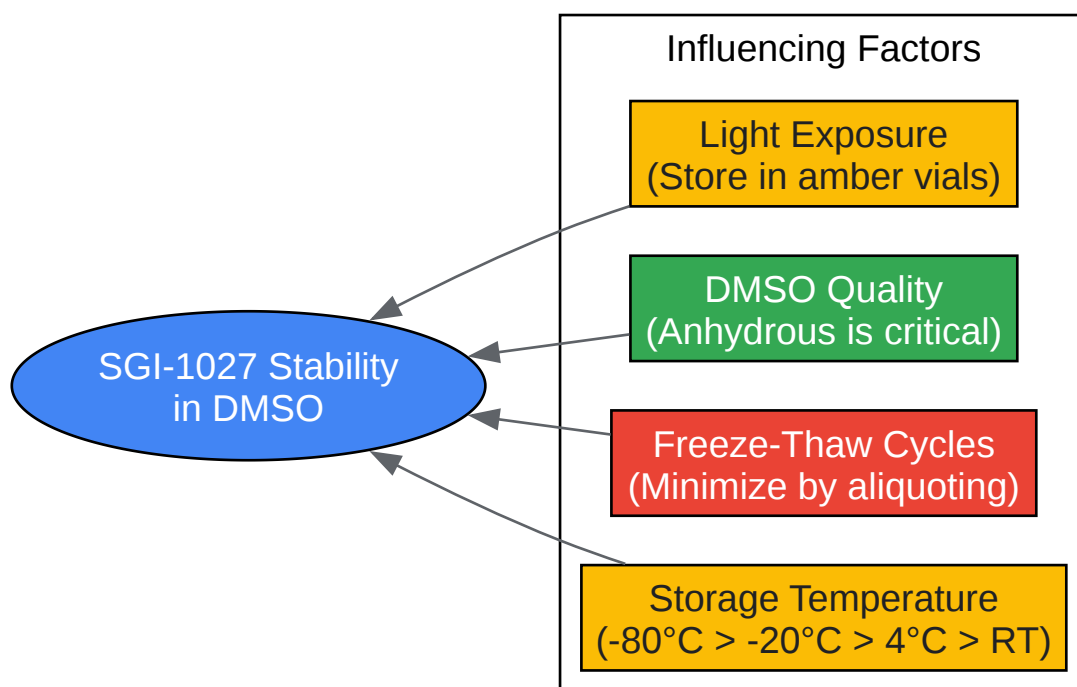 Influencing Factors
Light Exposure
(Store in amber vials)
DMSO Quality
(Anhydrous is critical)
SGI-1027 Stability
in DMSO
Freeze-Thaw Cycles
(Minimize by aliquoting)
Storage Temperature
(-80°C > -20°C > 4°C > RT)